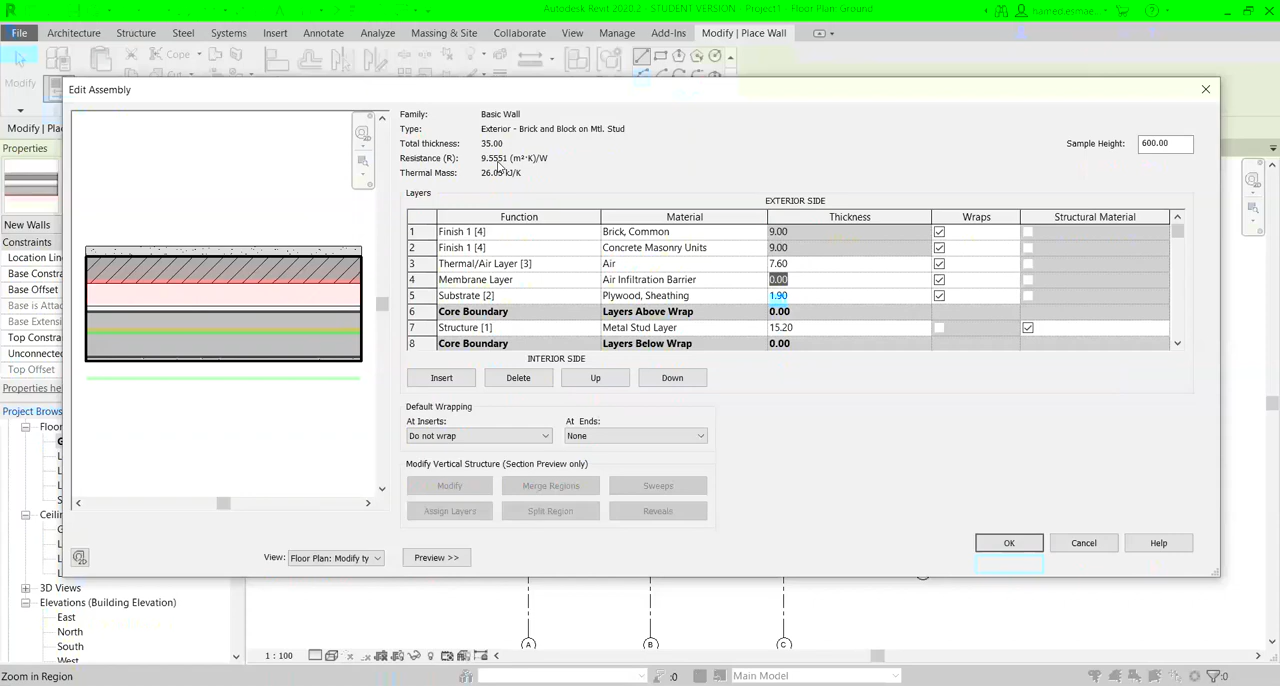 Autodesk Revit 2020.2 - STUDENT VERSION - Project1 - Floor Plan: Ground
hamed.esmae...
File Architecture Structure Steel Systems Insert Annotate Analyze Massing & Site Collaborate View Manage Add-Ins Modify | Place Wall
Cope
Modify
Modify | Pla
Edit Assembly
Properties
New Walls
Constraints
Location Line
Base Constra
Base Offset
Base is Attac
Base Extensi
Top Constra
Unconnected
Top Offset
Properties he
Family: Basic Wall
Type: Exterior - Brick and Block on Mtl. Stud
Total thickness: 35.00
Resistance (R): 9.5551 (m²·K)/W
Thermal Mass:
Sample Height: 600.00
Layers
EXTERIOR SIDE
Function Material Thickness Wraps Structural Material
1 Finish 1 [4] Brick, Common 9.00
2 Finish 1 [4] Concrete Masonry Units 9.00
3 Thermal/Air Layer [3] Air 7.60
4 Membrane Layer Air Infiltration Barrier 0.00
5 Substrate [2] Plywood, Sheathing 1.90
6 Core Boundary Layers Above Wrap 0.00
7 Structure [1] Metal Stud Layer 15.20
8 Core Boundary Layers Below Wrap 0.00
INTERIOR SIDE
Insert Delete Up Down
Default Wrapping
At Inserts: At Ends:
Do not wrap None
Modify Vertical Structure (Section Preview only)
Modify Merge Regions Sweeps
Assign Layers Split Region Reveals
View: Floor Plan: Modify ty Preview >>
OK Cancel Help
Project Brows
Floor
Ceilin
3D Views
Elevations (Building Elevation)
East
North
South
West
A B C
1 : 100
Zoom in Region
:0
Main Model
:0